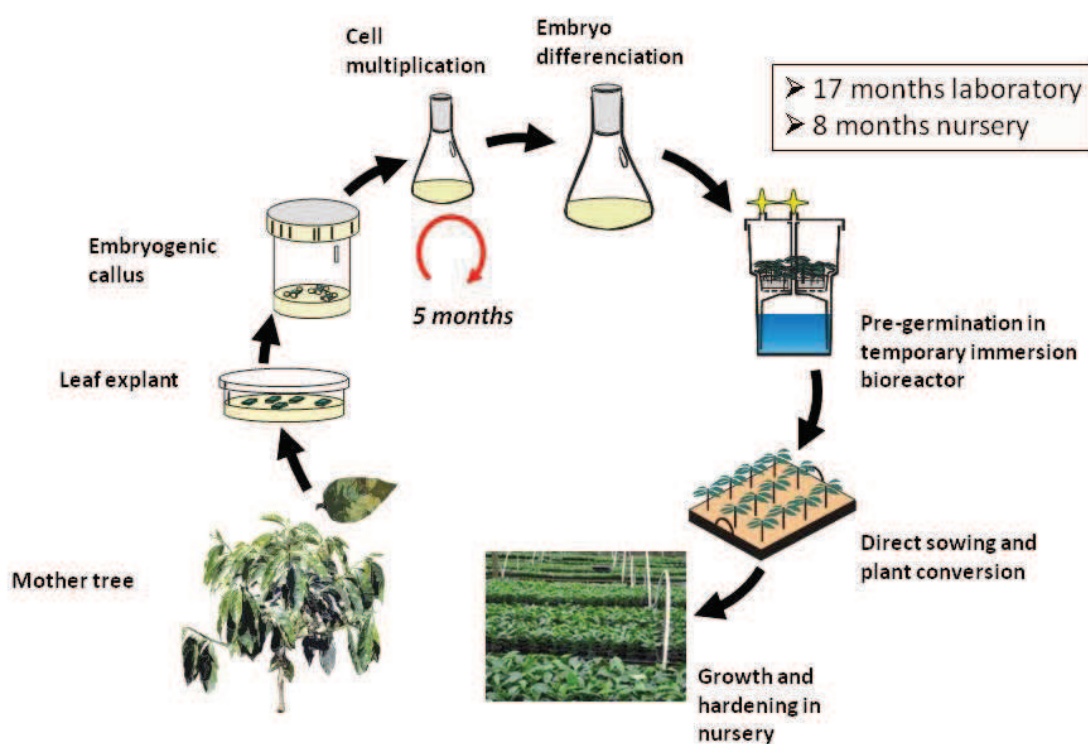 Cell
multiplication
Embryo
differenciation
➢ 17 months laboratory
➢ 8 months nursery
Embryogenic
callus
5 months
Pre-germination in
temporary immersion
bioreactor
Leaf explant
Direct sowing and
plant conversion
Mother tree
Growth and
hardening in
nursery